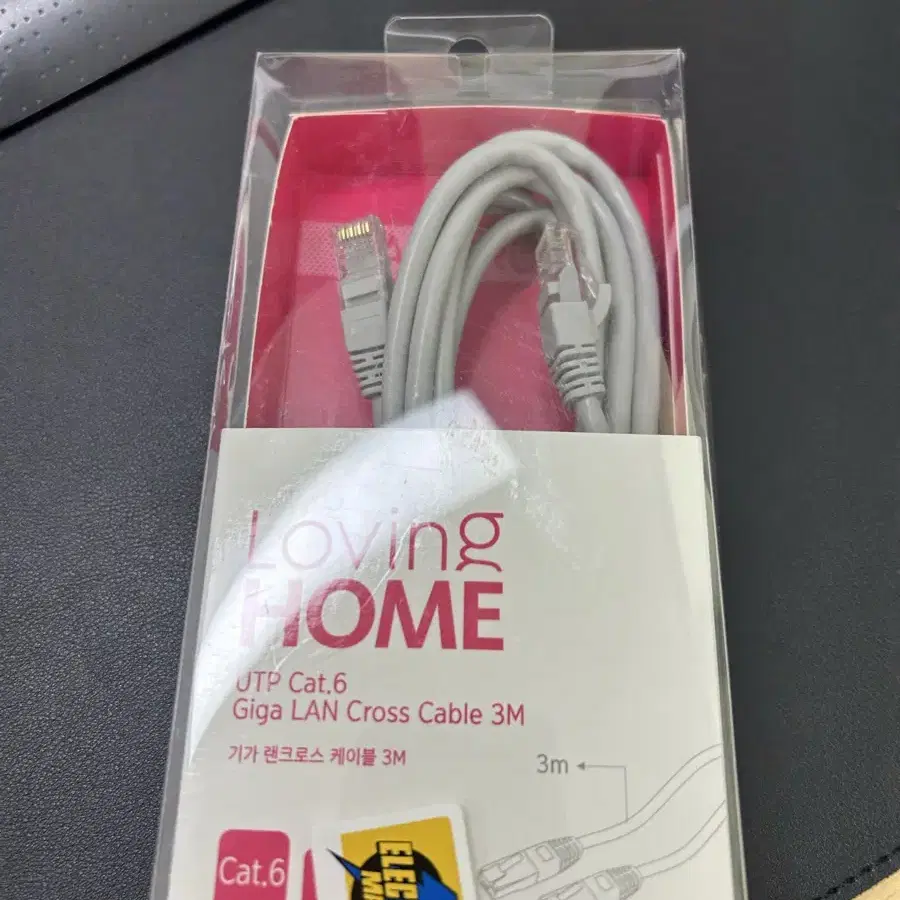 Loving
HOME
UTP Cat.6
Giga LAN Cross Cable 3M
기가 랜크로스 케이블 3M
3m
Cat.6